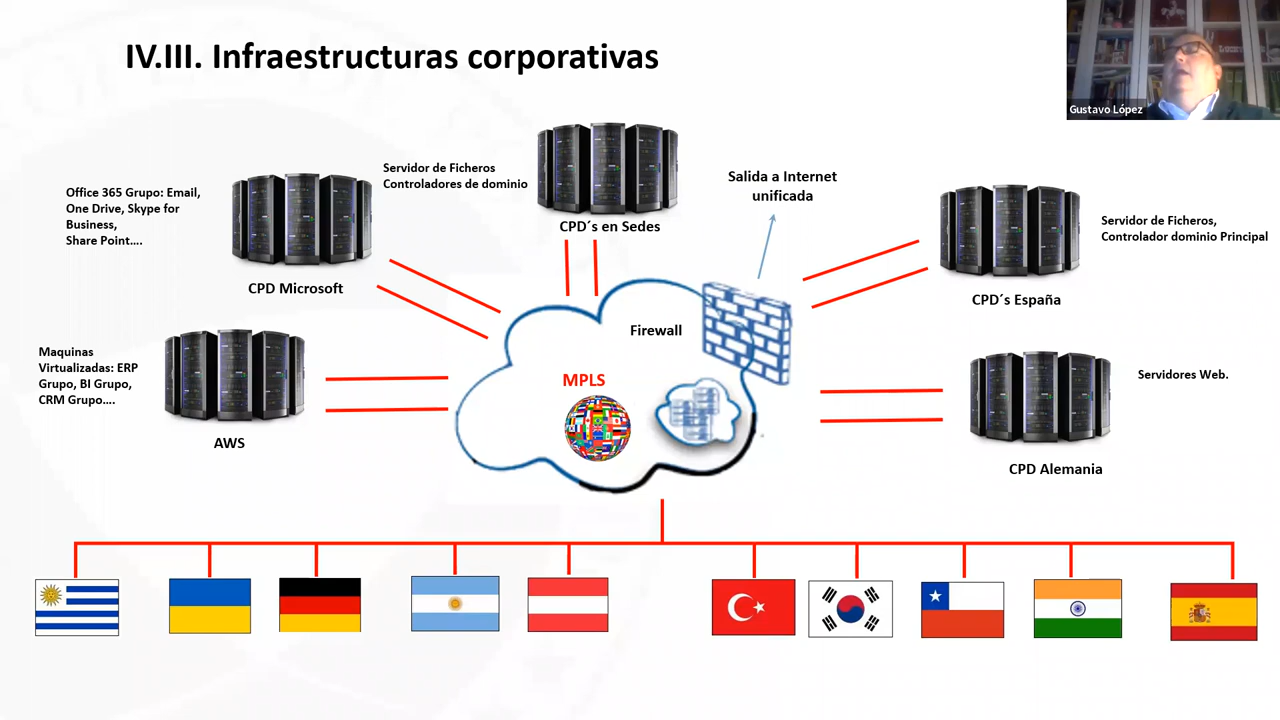 IV.III. Infraestructuras corporativas
Gustavo López
Servidor de Ficheros
Controladores de dominio
CPD´s en Sedes
Salida a Internet
unificada
Office 365 Grupo: Email,
One Drive, Skype for
Business,
Share Point....
CPD Microsoft
Servidor de Ficheros,
Controlador dominio Principal
CPD´s España
Firewall
Maquinas
Virtualizadas: ERP
Grupo, BI Grupo,
CRM Grupo....
AWS
MPLS
Servidores Web.
CPD Alemania